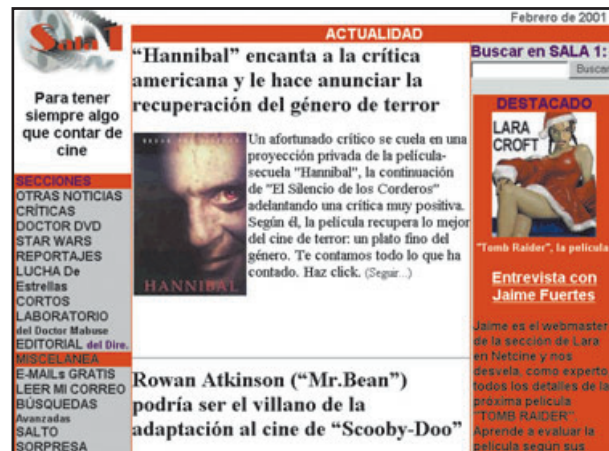 Febrero de 2001
Sala 1
Para tener
siempre algo
que contar de
cine
SECCIONES
OTRAS NOTICIAS
CRÍTICAS
DOCTOR DVD
STAR WARS
REPORTAJES
LUCHA De
Estrellas
CORTOS
LABORATORIO
del Doctor Mabuse
EDITORIAL del Dire.
MISCELANEA
E-MAILs GRATIS
LEER MI CORREO
BÚSQUEDAS
Avanzadas
SALTO
SORPRESA
ACTUALIDAD
“Hannibal” encanta a la crítica
americana y le hace anunciar la
recuperación del género de terror
HANNIBAL
Un afortunado crítico se cuela en una
proyección privada de la película-
secuela "Hannibal", la continuación
de "El Silencio de los Corderos"
adelantando una crítica muy positiva.
Según él, la película recupera lo mejor
del cine de terror: un plato fino del
género. Te contamos todo lo que ha
contado. Haz click. (Seguir...)
Rowan Atkinson (“Mr.Bean”)
podría ser el villano de la
adaptación al cine de “Scooby-Doo”
Buscar en SALA 1:
Buscar
DESTACADO
LARA
CROFT
"Tomb Raider", la película
Entrevista con
Jaime Fuertes
Jaime es el webmaster
de la sección de Lara
en Netcine y nos
desvela, como experto
todos los detalles de la
proxima pelicula
"TOMB RAIDER".
Aprende a evaluar la
pelicula segun sus